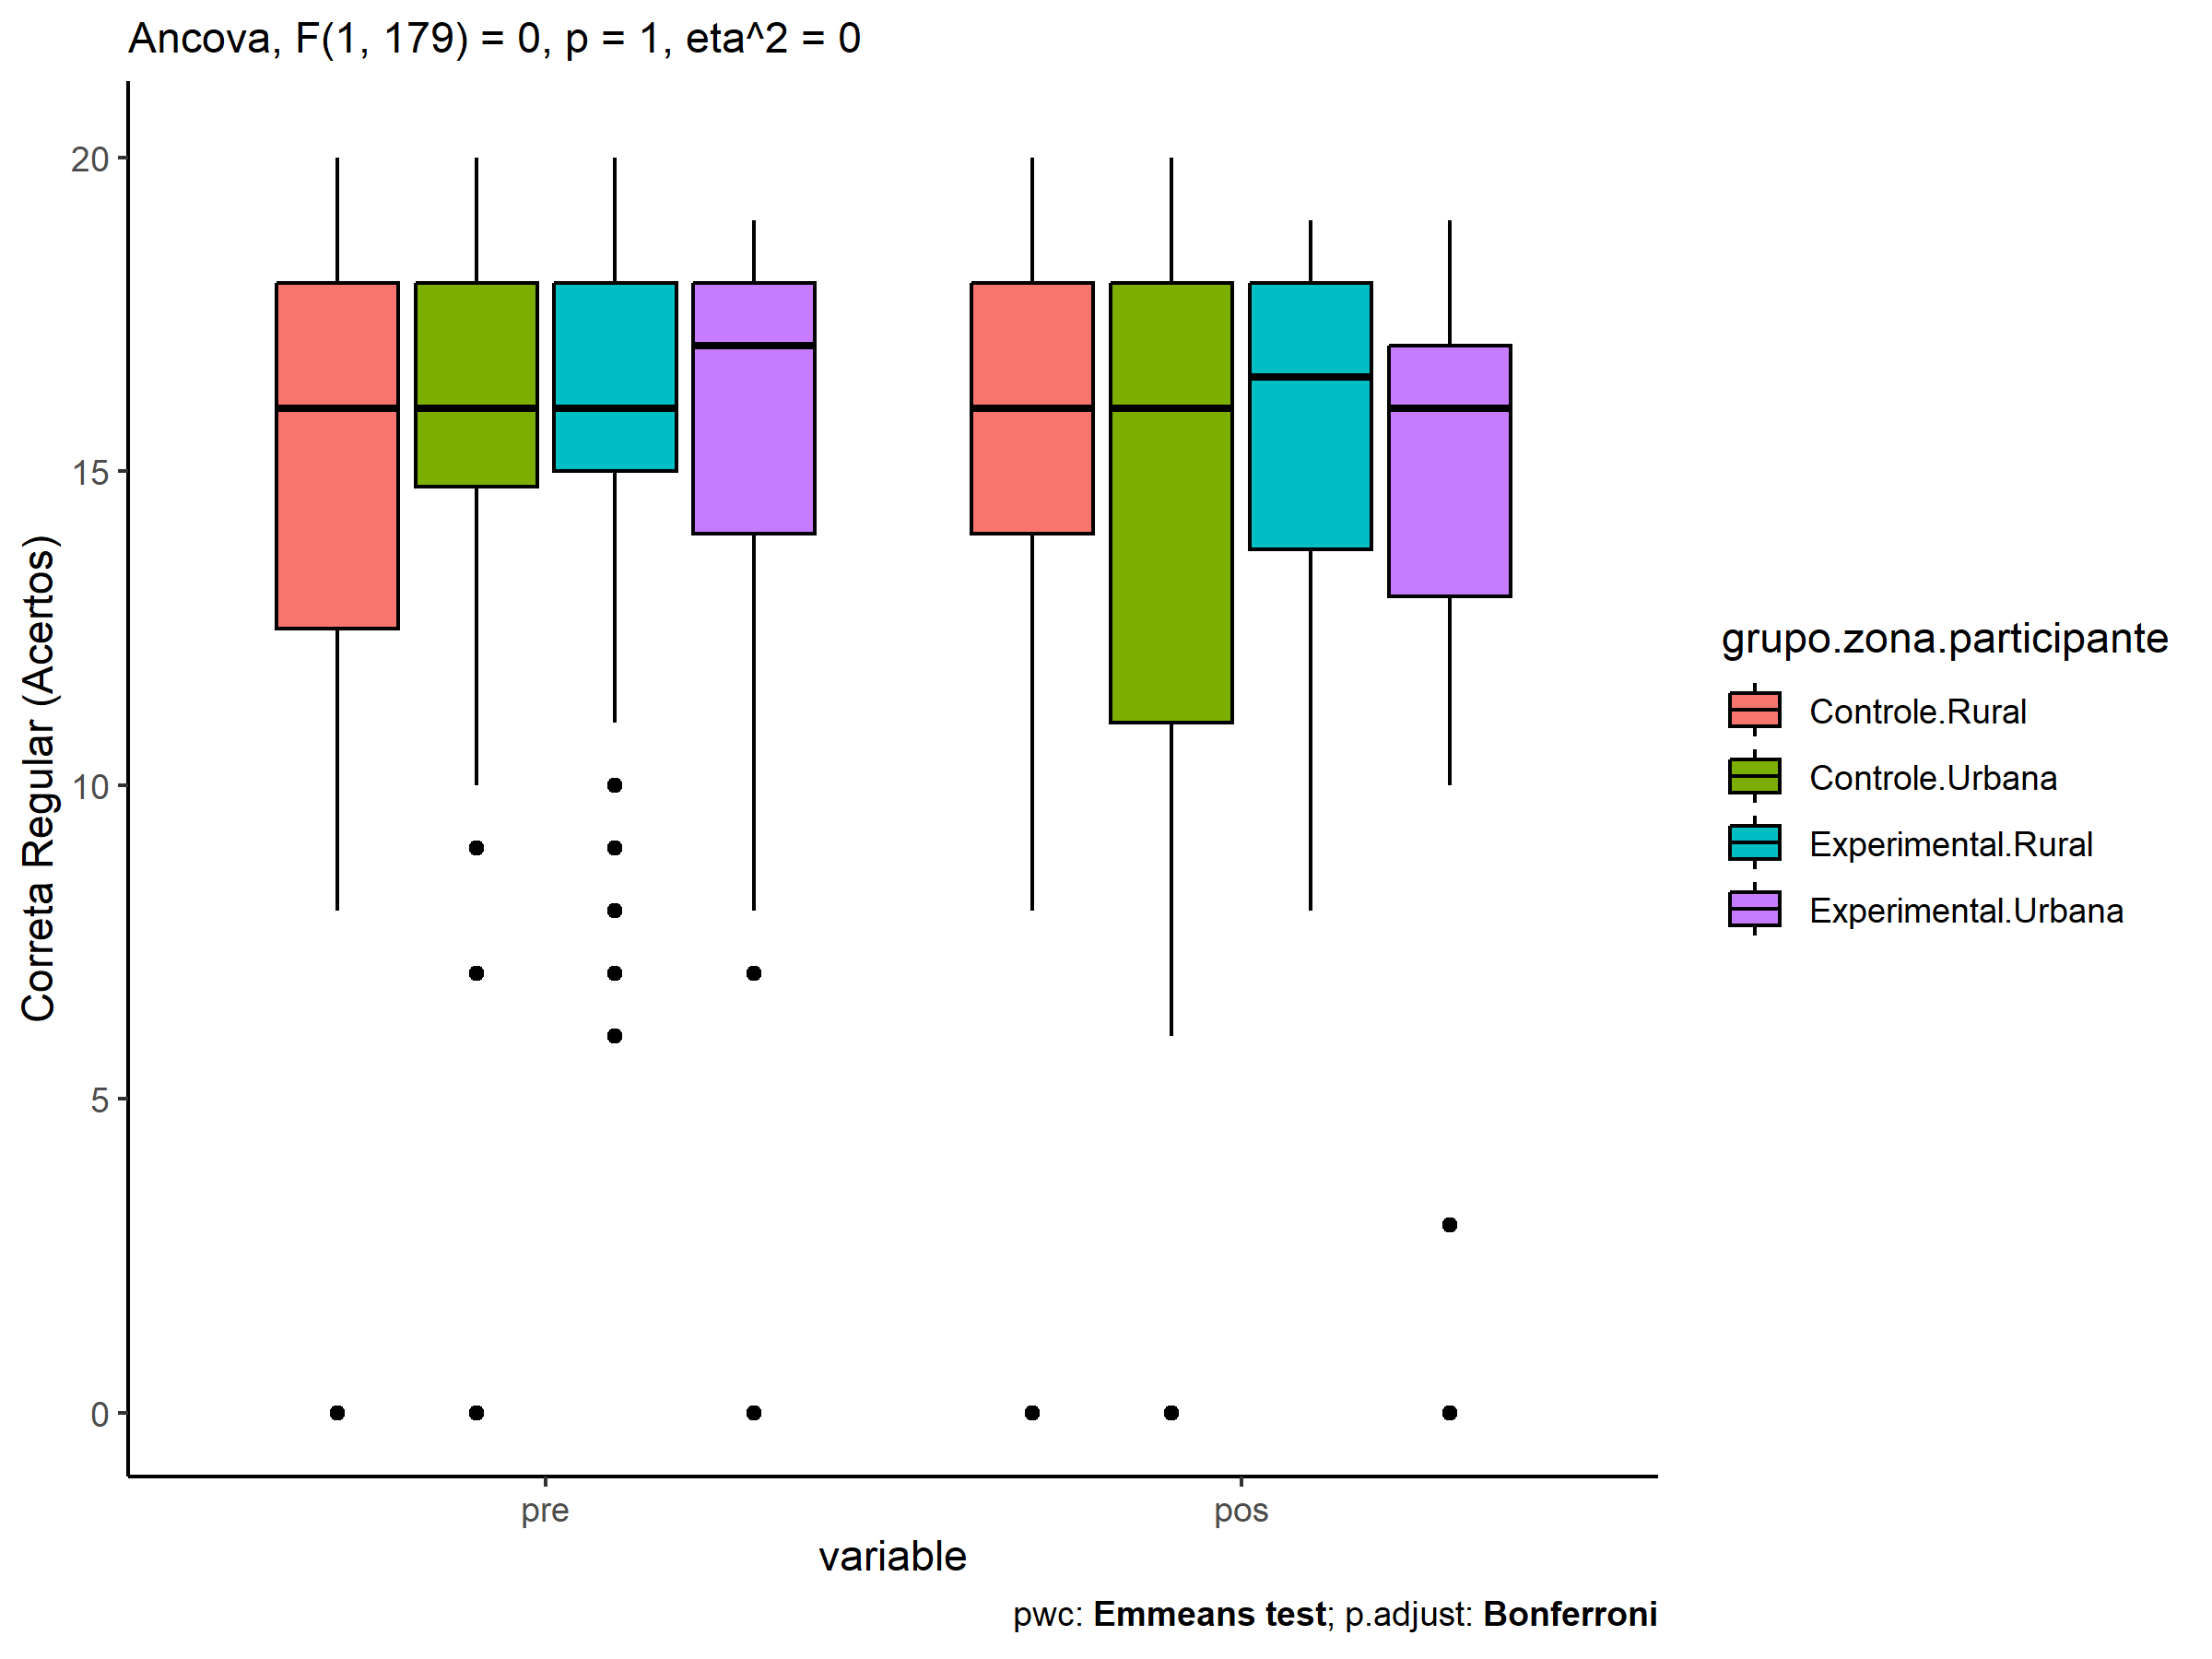 Ancova, F(1, 179) = 0, p = 1, eta^2 = 0
Correta Regular (Acertos)
20
15
10
5
0
pre
pos
variable
grupo.zona.participante
Controle.Rural
Controle.Urbana
Experimental.Rural
Experimental.Urbana
pwc: Emmeans test; p.adjust: Bonferroni